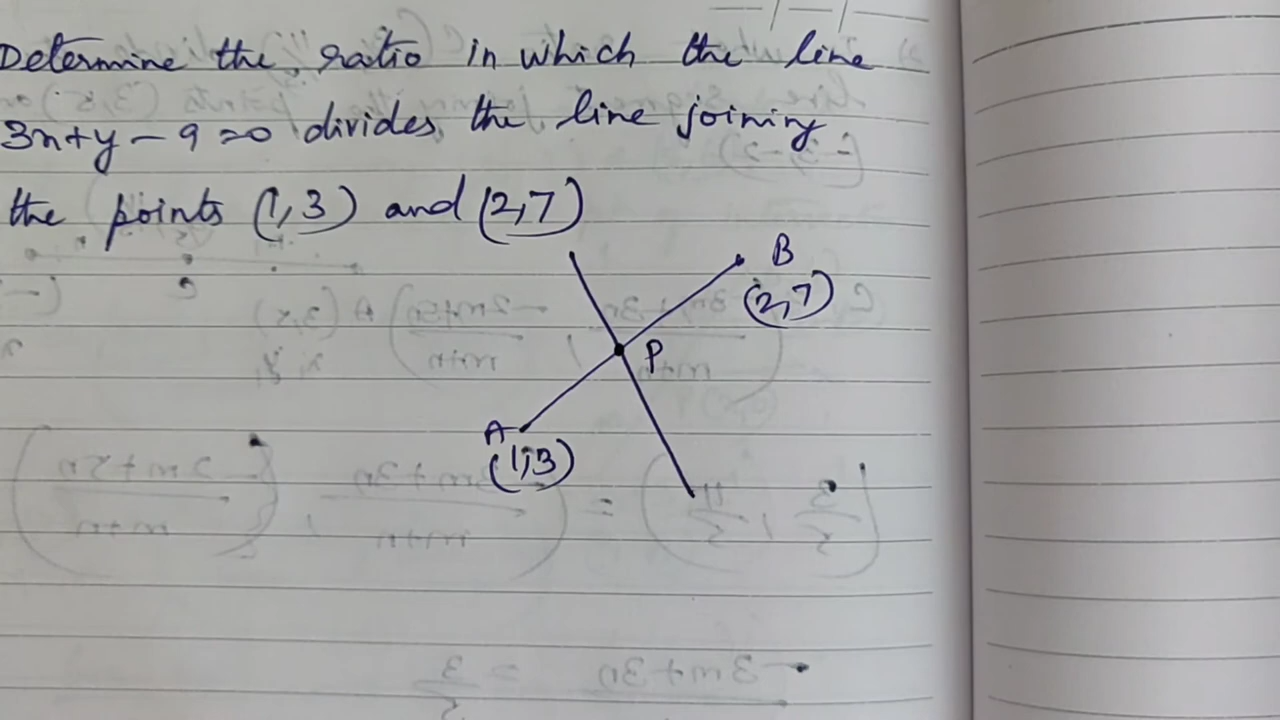 Determine the ratio in which the line
3x+y-9=0 divides the line joining
the points (1,3) and (2,7)
B
(2,7)
P
A
(1,3)